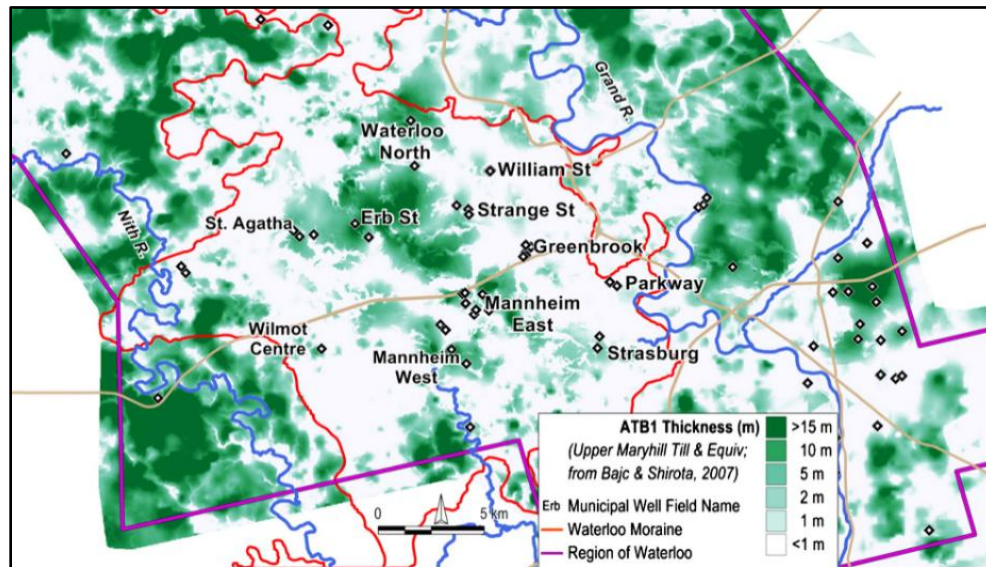 Grand R.
Waterloo
North
William St
Strange St
Erb St
St. Agatha
Nith R.
Greenbrook
Parkway
Mannheim
East
Wilmot
Centre
Mannheim
West
Strasburg
ATB1 Thickness (m)
(Upper Maryhill Till & Equiv;
from Bajc & Shirota, 2007)
>15 m
10 m
5 m
2 m
1 m
<1 m
Erb Municipal Well Field Name
Waterloo Moraine
Region of Waterloo
0 5 km